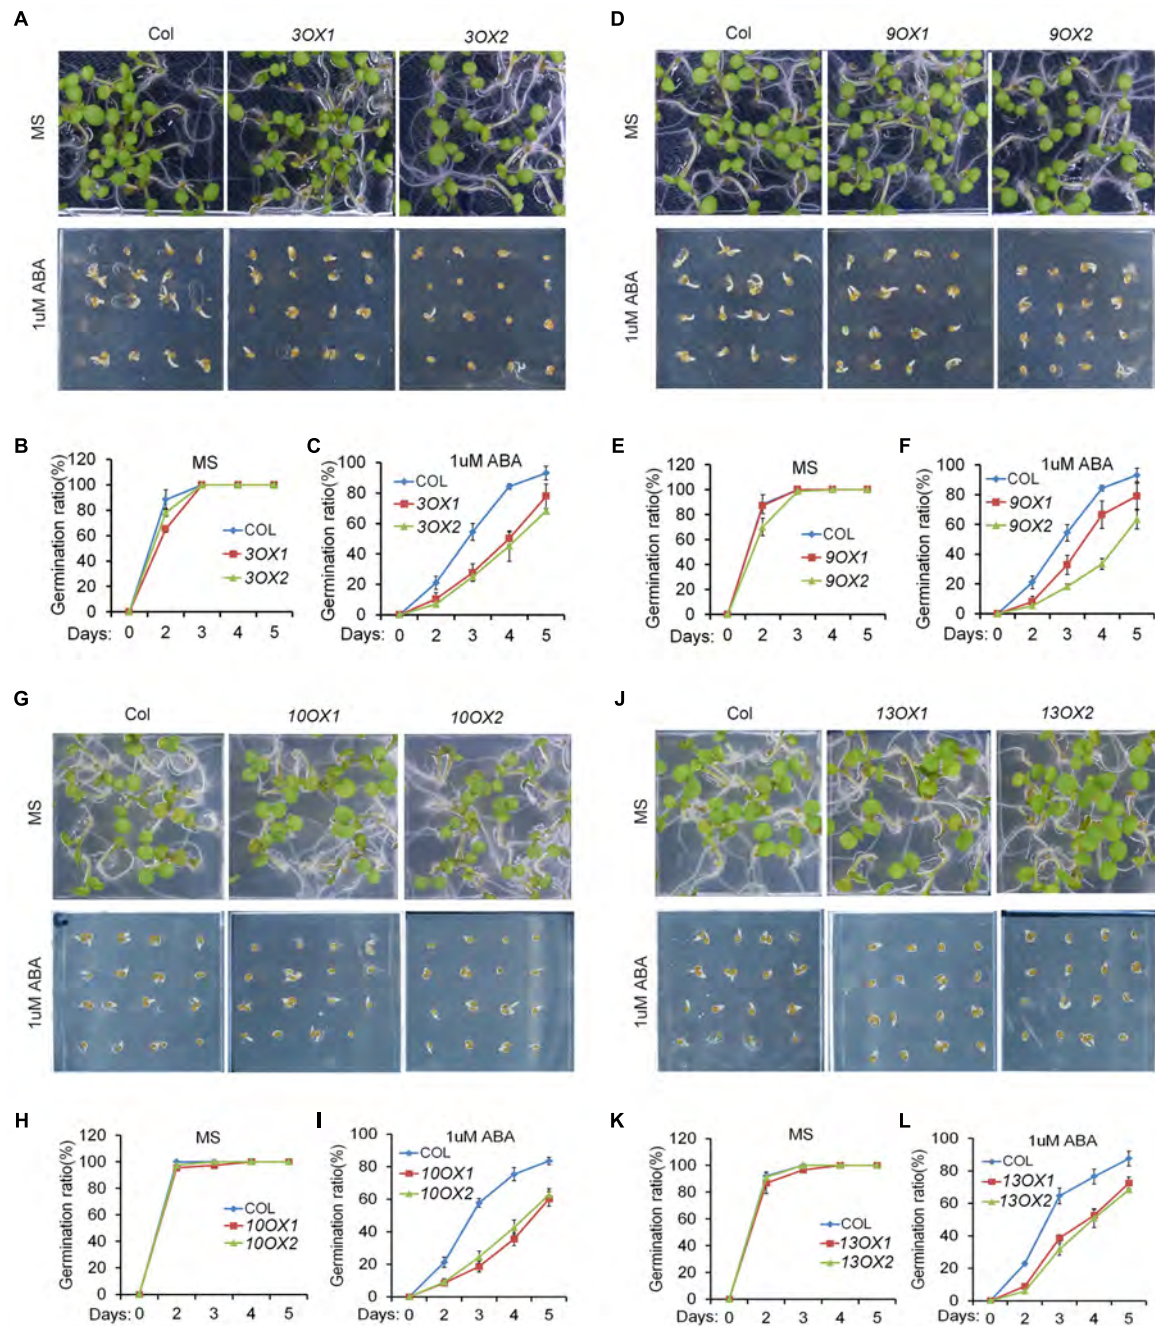 A
Col 3OX1 3OX2
MS
1uM ABA
D
Col 9OX1 9OX2
MS
1uM ABA
B
MS
Germination ratio(%)
120
100
80
60
40
20
0
COL
3OX1
3OX2
Days: 0 2 3 4 5
C
1uM ABA
Germination ratio(%)
100
80
60
40
20
0
COL
3OX1
3OX2
0 2 3 4 5
E
MS
Germination ratio(%)
120
100
80
60
40
20
0
COL
9OX1
9OX2
Days: 0 2 3 4 5
F
1uM ABA
Germination ratio(%)
100
80
60
40
20
0
COL
9OX1
9OX2
0 2 3 4 5
G
Col 10OX1 10OX2
MS
1uM ABA
J
Col 13OX1 13OX2
MS
1uM ABA
H
MS
Germination ratio(%)
120
100
80
60
40
20
0
COL
10OX1
10OX2
Days: 0 2 3 4 5
I
1uM ABA
Germination ratio(%)
100
80
60
40
20
0
COL
10OX1
10OX2
0 2 3 4 5
K
MS
Germination ratio(%)
120
100
80
60
40
20
0
COL
13OX1
13OX2
Days: 0 2 3 4 5
L
1uM ABA
Germination ratio(%)
100
80
60
40
20
0
COL
13OX1
13OX2
0 2 3 4 5